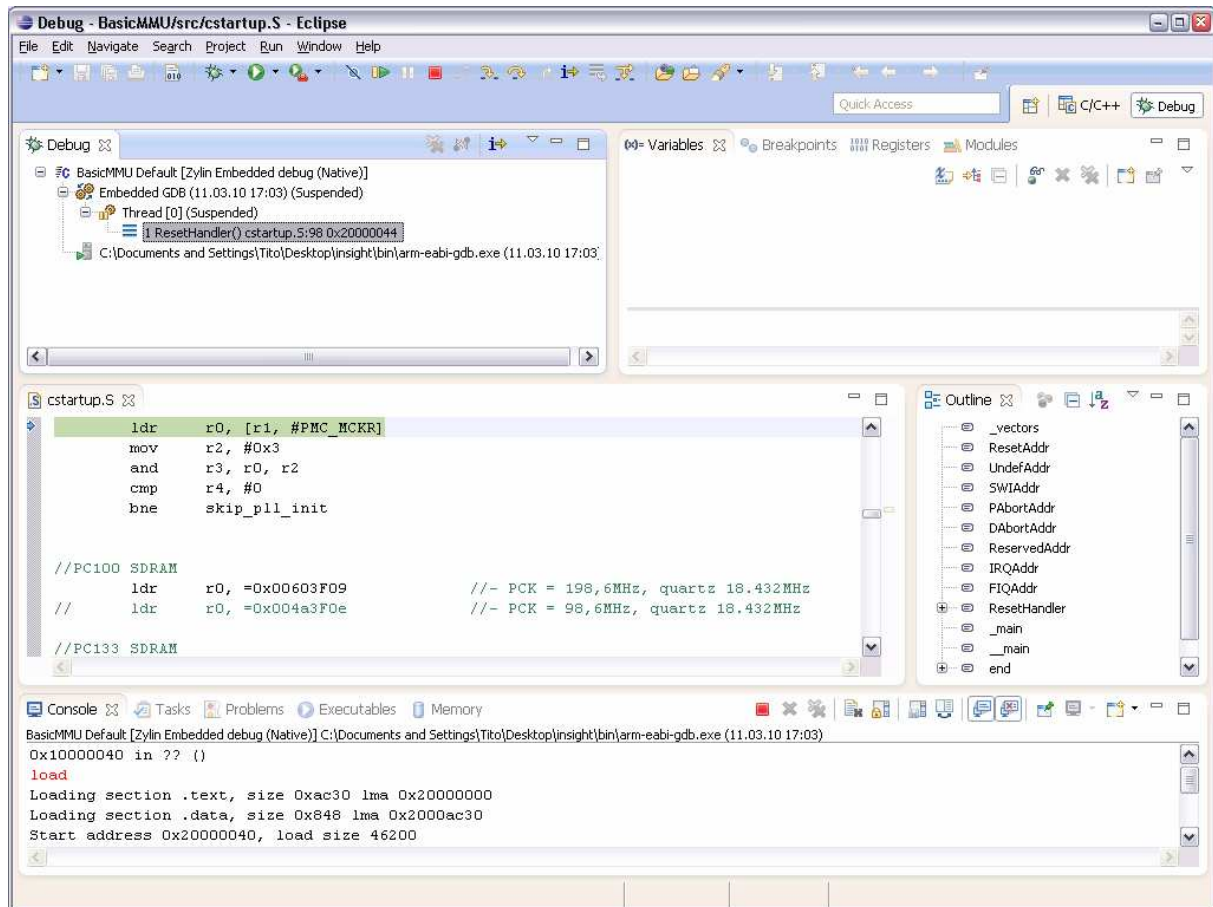 Debug - BasicMMU/src/cstartup.S - Eclipse
File Edit Navigate Search Project Run Window Help
Quick Access
C/C++ Debug
Debug
BasicMMU Default [Zylin Embedded debug (Native)]
Embedded GDB (11.03.10 17:03) (Suspended)
Thread [0] (Suspended)
1 ResetHandler() cstartup.S:98 0x20000044
C:\Documents and Settings\Tito\Desktop\insight\bin\arm-eabi-gdb.exe (11.03.10 17:03)
(x)= Variables Breakpoints Registers Modules
cstartup.S
ldr r0, [r1, #PMC_MCKR]
mov r2, #0x3
and r3, r0, r2
cmp r4, #0
bne skip_pll_init
//PC100 SDRAM
ldr r0, =0x00603F09 //- PCK = 198,6MHz, quartz 18.432MHz
// ldr r0, =0x004a3F0e //- PCK = 98,6MHz, quartz 18.432MHz
//PC133 SDRAM
Outline
_vectors
ResetAddr
UndefAddr
SWIAddr
PAbortAddr
DAbortAddr
ReservedAddr
IRQAddr
FIQAddr
ResetHandler
_main
__main
end
Console Tasks Problems Executables Memory
BasicMMU Default [Zylin Embedded debug (Native)] C:\Documents and Settings\Tito\Desktop\insight\bin\arm-eabi-gdb.exe (11.03.10 17:03)
0x10000040 in ?? ()
load
Loading section .text, size 0xac30 lma 0x20000000
Loading section .data, size 0x848 lma 0x2000ac30
Start address 0x20000040, load size 46200